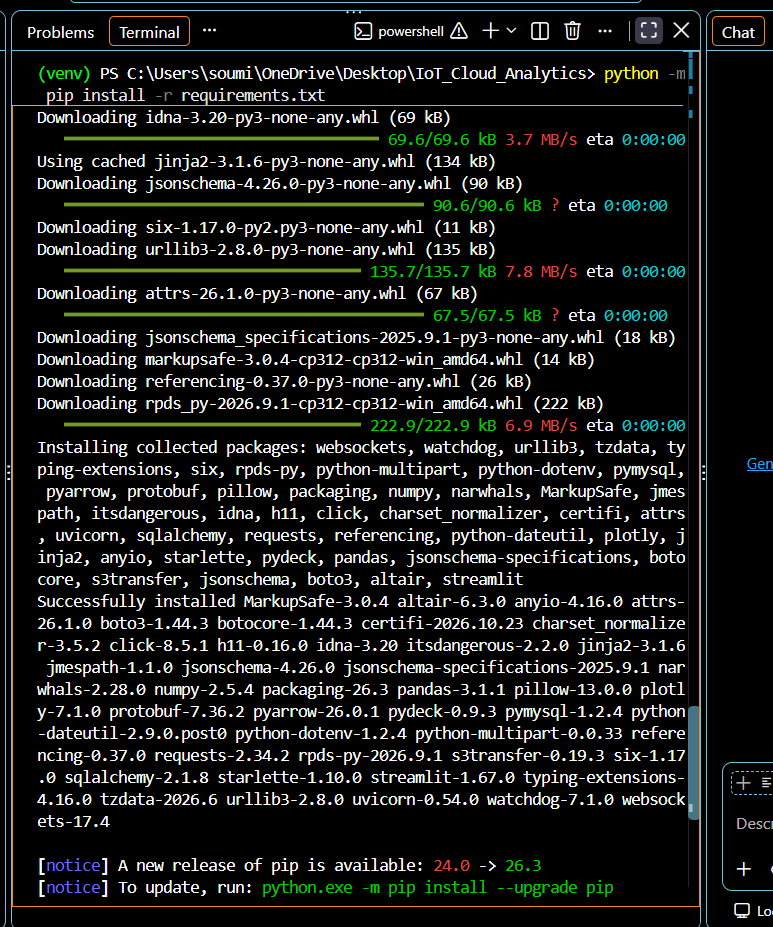 Problems Terminal ... powershell
Chat
(venv) PS C:\Users\soumi\OneDrive\Desktop\IoT_Cloud_Analytics> python -m
pip install -r requirements.txt
Downloading idna-3.20-py3-none-any.whl (69 kB)
69.6/69.6 kB 3.7 MB/s eta 0:00:00
Using cached jinja2-3.1.6-py3-none-any.whl (134 kB)
Downloading jsonschema-4.26.0-py3-none-any.whl (90 kB)
90.6/90.6 kB ? eta 0:00:00
Downloading six-1.17.0-py2.py3-none-any.whl (11 kB)
Downloading urllib3-2.8.0-py3-none-any.whl (135 kB)
135.7/135.7 kB 7.8 MB/s eta 0:00:00
Downloading attrs-26.1.0-py3-none-any.whl (67 kB)
67.5/67.5 kB ? eta 0:00:00
Downloading jsonschema_specifications-2025.9.1-py3-none-any.whl (18 kB)
Downloading markupsafe-3.0.4-cp312-cp312-win_amd64.whl (14 kB)
Downloading referencing-0.37.0-py3-none-any.whl (26 kB)
Downloading rpds_py-2026.9.1-cp312-cp312-win_amd64.whl (222 kB)
222.9/222.9 kB 6.9 MB/s eta 0:00:00
Installing collected packages: websockets, watchdog, urllib3, tzdata, ty
ping-extensions, six, rpds-py, python-multipart, python-dotenv, pymysql,
pyarrow, protobuf, pillow, packaging, numpy, narwhals, MarkupSafe, jmes
path, itsdangerous, idna, h11, click, charset_normalizer, certifi, attrs
, uvicorn, sqlalchemy, requests, referencing, python-dateutil, plotly, j
inja2, anyio, starlette, pydeck, pandas, jsonschema-specifications, boto
core, s3transfer, jsonschema, boto3, altair, streamlit
Successfully installed MarkupSafe-3.0.4 altair-6.3.0 anyio-4.16.0 attrs-
26.1.0 boto3-1.44.3 botocore-1.44.3 certifi-2026.10.23 charset_normalize
r-3.5.2 click-8.5.1 h11-0.16.0 idna-3.20 itsdangerous-2.2.0 jinja2-3.1.6
jmespath-1.1.0 jsonschema-4.26.0 jsonschema-specifications-2025.9.1 nar
whals-2.28.0 numpy-2.5.4 packaging-26.3 pandas-3.1.1 pillow-13.0.0 plotl
y-7.1.0 protobuf-7.36.2 pyarrow-26.0.1 pydeck-0.9.3 pymysql-1.2.4 python
-dateutil-2.9.0.post0 python-dotenv-1.2.4 python-multipart-0.0.33 refere
ncing-0.37.0 requests-2.34.2 rpds-py-2026.9.1 s3transfer-0.19.3 six-1.17
.0 sqlalchemy-2.1.8 starlette-1.10.0 streamlit-1.67.0 typing-extensions-
4.16.0 tzdata-2026.6 urllib3-2.8.0 uvicorn-0.54.0 watchdog-7.1.0 websock
ets-17.4
[notice] A new release of pip is available: 24.0 -> 26.3
[notice] To update, run: python.exe -m pip install --upgrade pip
Gen
Descr
Lo